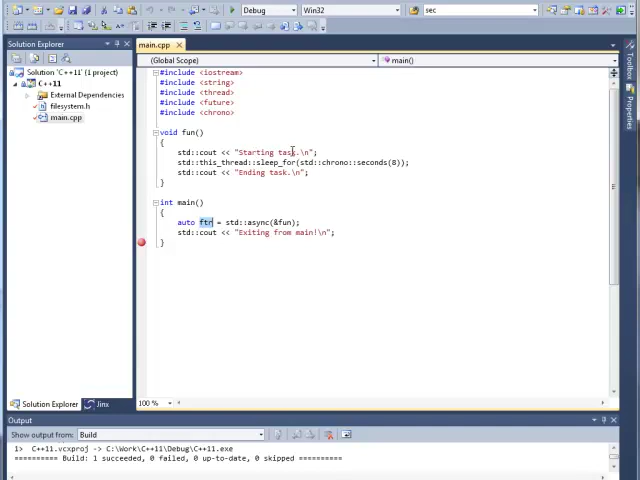 Debug
Win32
sec
Solution Explorer
main.cpp
(Global Scope)
main()
Solution 'C++11' (1 project)
C++11
External Dependencies
filesystem.h
main.cpp
#include <iostream>
#include <string>
#include <thread>
#include <future>
#include <chrono>
void fun()
{
std::cout << "Starting task.\n";
std::this_thread::sleep_for(std::chrono::seconds(8));
std::cout << "Ending task.\n";
}
int main()
{
auto ftr = std::async(&fun);
std::cout << "Exiting from main!\n";
}
Toolbox
Properties
100 %
Solution Explorer
Jinx
Output
Show output from:
Build
1> C++11.vcxproj -> C:\Work\C++11\Debug\C++11.exe
========== Build: 1 succeeded, 0 failed, 0 up-to-date, 0 skipped ==========